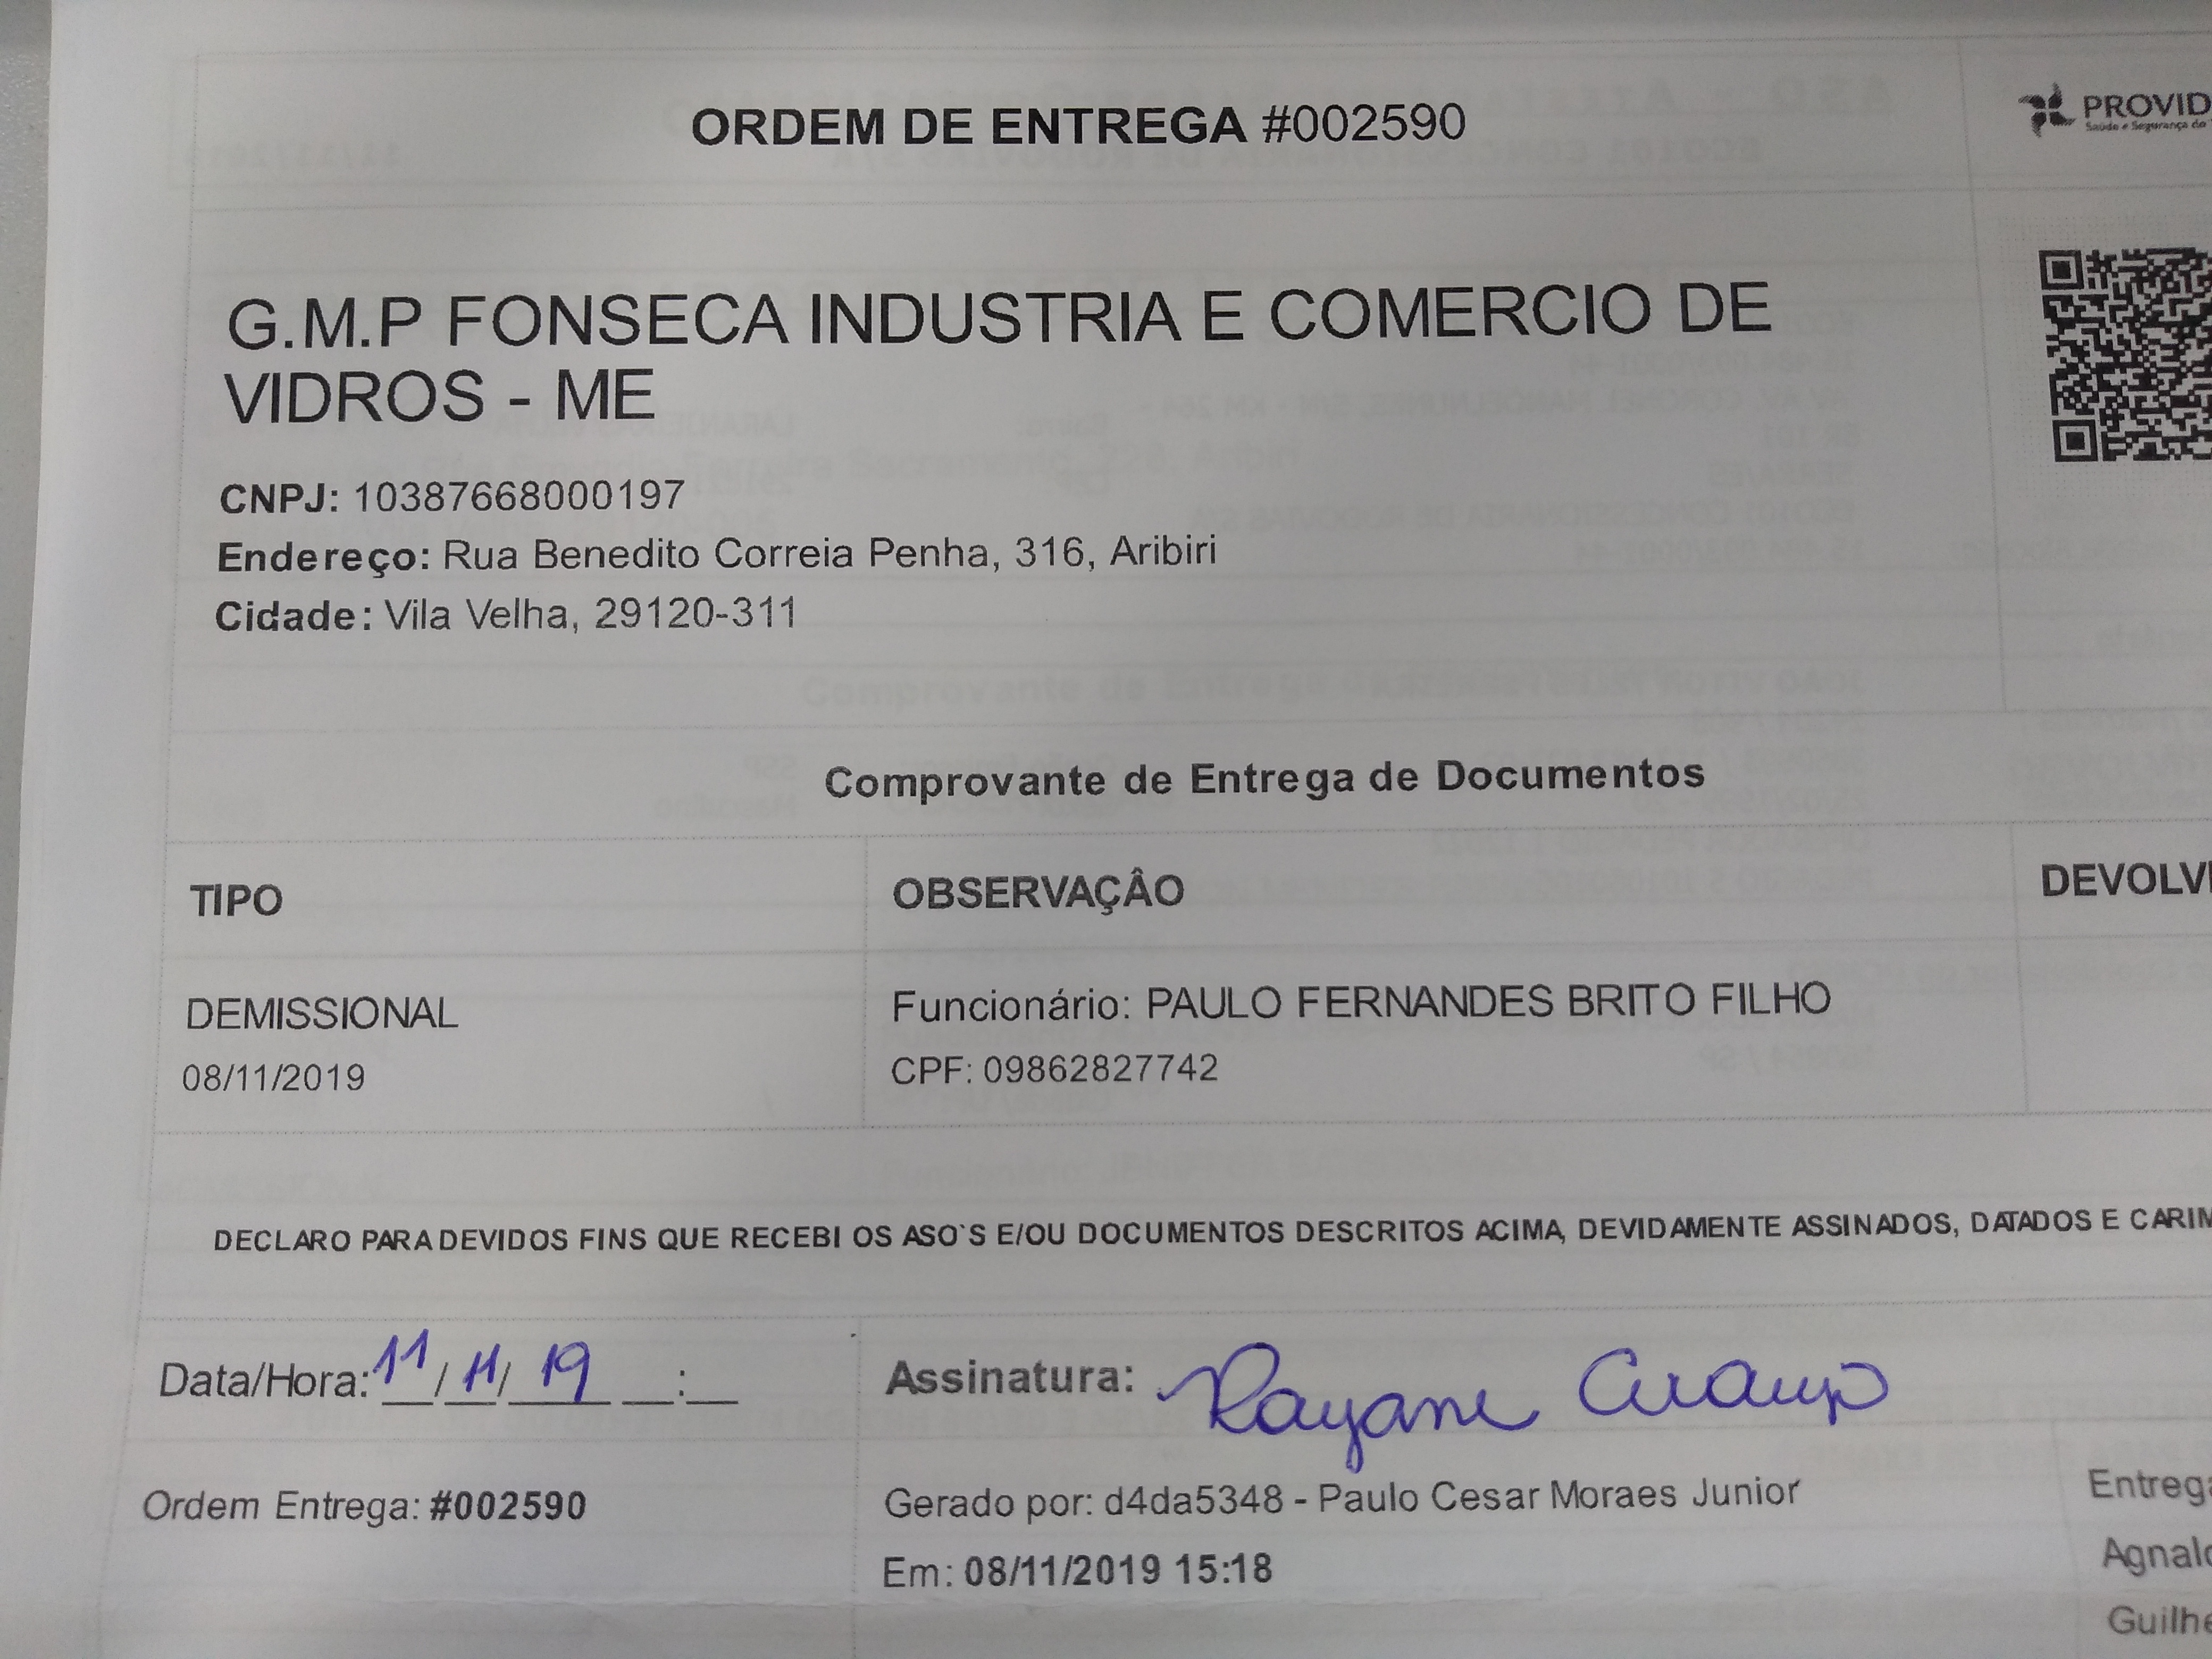 ORDEM DE ENTREGA #002590
PROVID
Saúde e Segurança do
G.M.P FONSECA INDUSTRIA E COMERCIO DE
VIDROS - ME
CNPJ: 10387668000197
Endereço: Rua Benedito Correia Penha, 316, Aribiri
Cidade: Vila Velha, 29120-311
Comprovante de Entrega de Documentos
TIPO OBSERVAÇÂO DEVOLVI
DEMISSIONAL Funcionário: PAULO FERNANDES BRITO FILHO
08/11/2019 CPF: 09862827742
DECLARO PARA DEVIDOS FINS QUE RECEBI OS ASO`S E/OU DOCUMENTOS DESCRITOS ACIMA, DEVIDAMENTE ASSINADOS, DATADOS E CARIM
Data/Hora: 11/11/19 __:__ Assinatura: Rayane Araujo
Ordem Entrega: #002590 Gerado por: d4da5348 - Paulo Cesar Moraes Junior Entrega
Em: 08/11/2019 15:18 Agnald
Guilhe